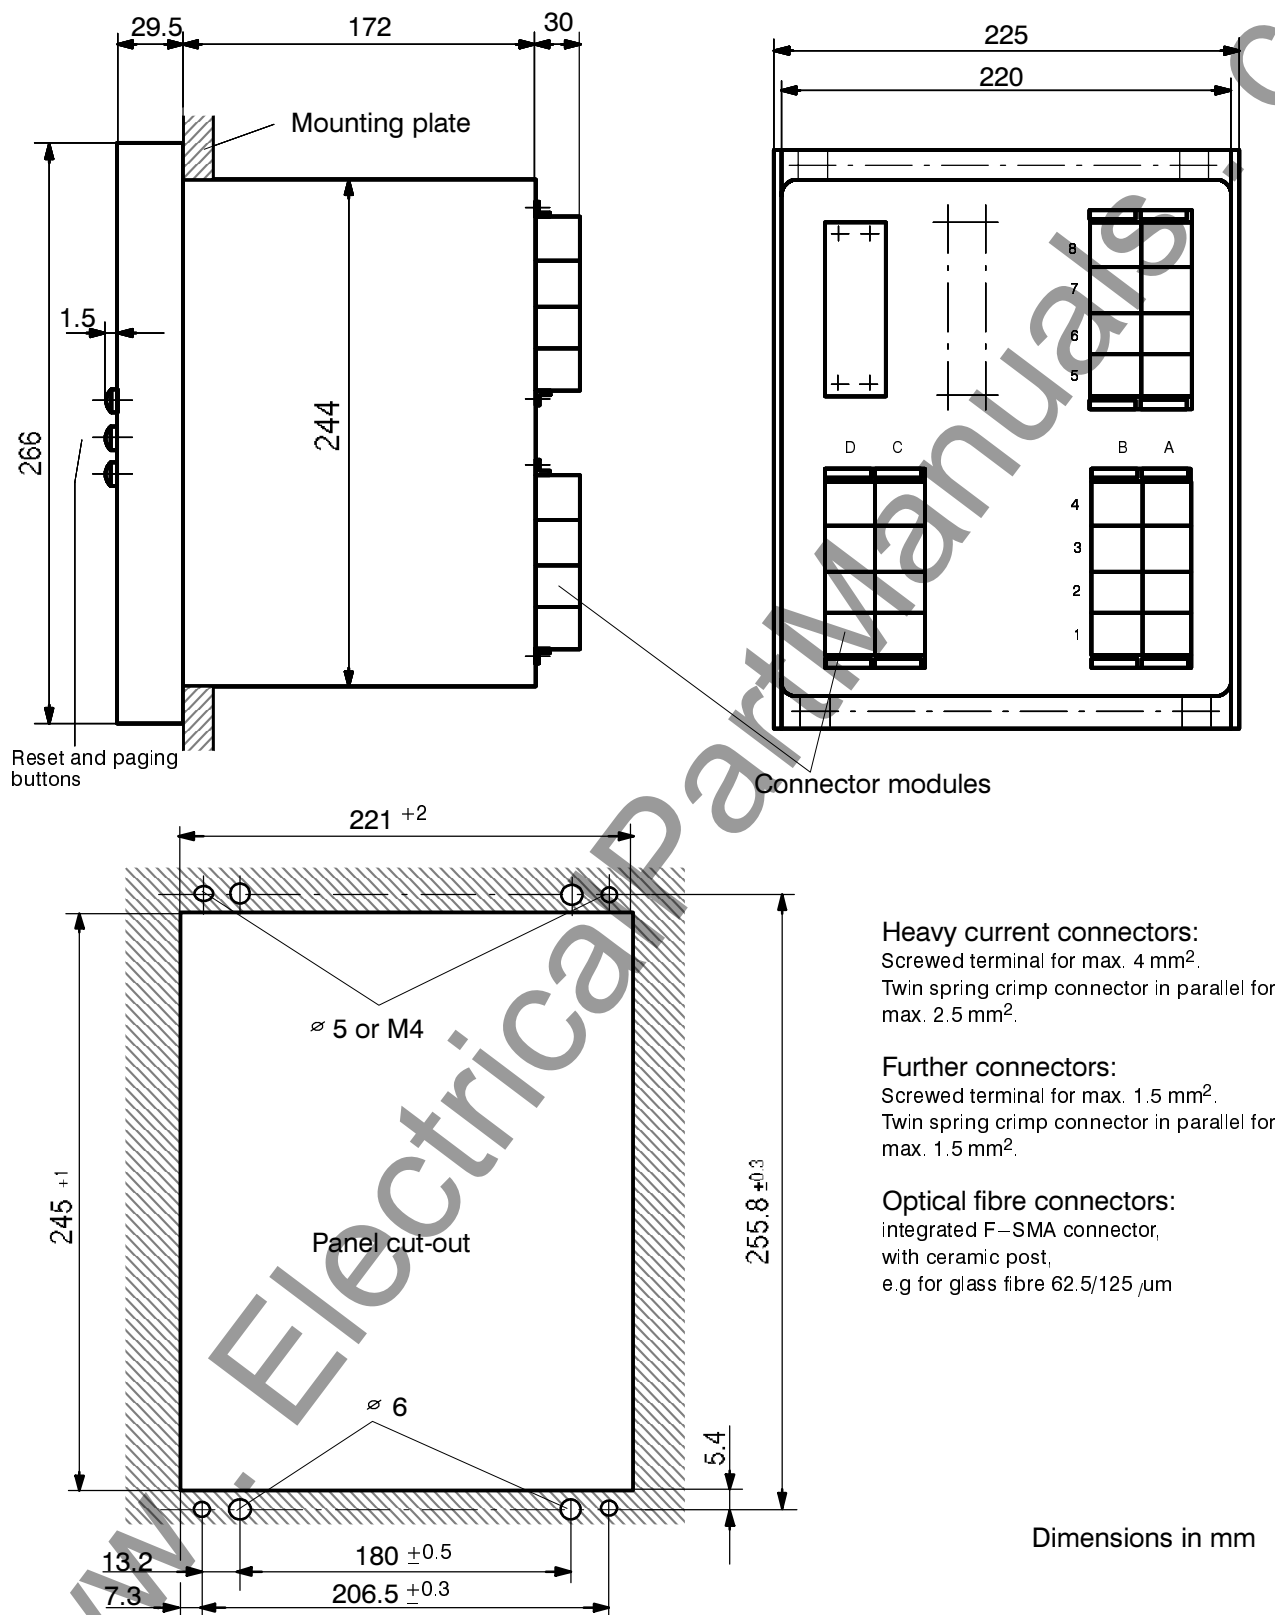 29.5 172 30
225
220
Mounting plate
1.5
266
244
8
7
6
5
D C B A
4
3
2
1
Reset and paging
buttons
Connector modules
221 +2
⌀ 5 or M4
245 +1
255.8 ±0.3
Panel cut-out
⌀ 6
5.4
13.2 180 ±0.5
7.3 206.5 ±0.3
Heavy current connectors:
Screwed terminal for max. 4 mm².
Twin spring crimp connector in parallel for
max. 2.5 mm².
Further connectors:
Screwed terminal for max. 1.5 mm².
Twin spring crimp connector in parallel for
max. 1.5 mm².
Optical fibre connectors:
integrated F–SMA connector,
with ceramic post,
e.g for glass fibre 62.5/125 /um
Dimensions in mm
w. ElectricalPartManuals . c